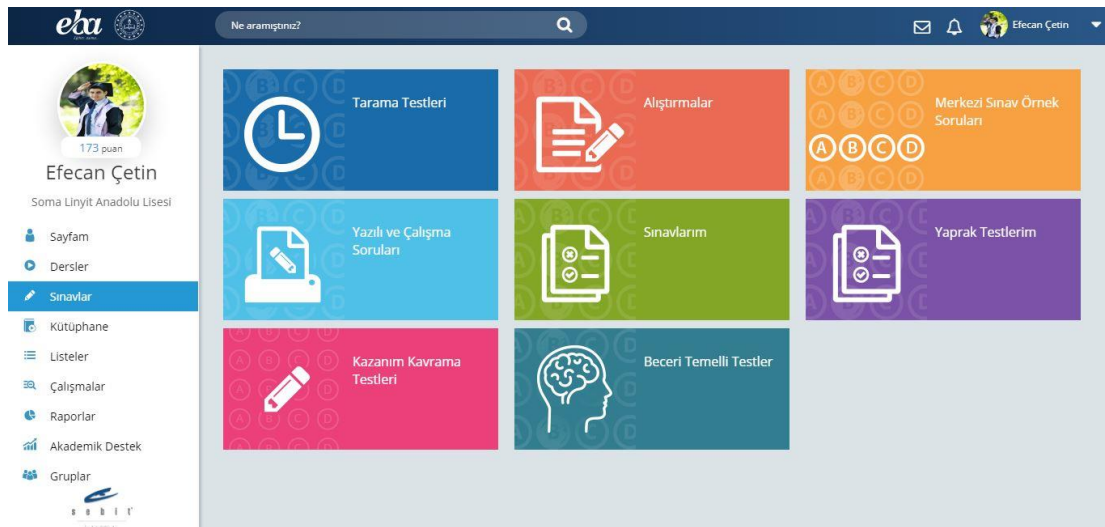 eba
Ne aramıştınız?
Efecan Çetin
173 puan
Efecan Çetin
Soma Linyit Anadolu Lisesi
Sayfam
Dersler
Sınavlar
Kütüphane
Listeler
Çalışmalar
Raporlar
Akademik Destek
Gruplar
sebit
Tarama Testleri
Alıştırmalar
Merkezi Sınav Örnek
Soruları
A B C D
Yazılı ve Çalışma
Soruları
Sınavlarım
Yaprak Testlerim
Kazanım Kavrama
Testleri
Beceri Temelli Testler